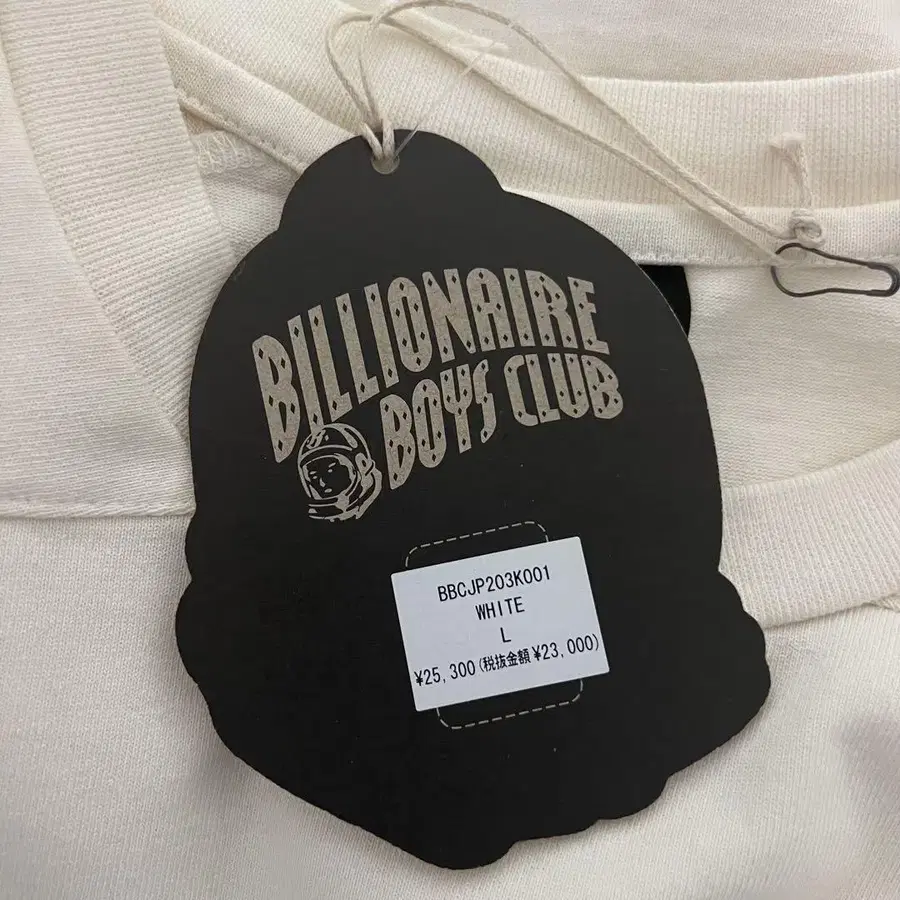 BILLIONAIRE
BOYS CLUB
BBCJP203K001
WHITE
L
¥25,300(税抜金額¥23,000)